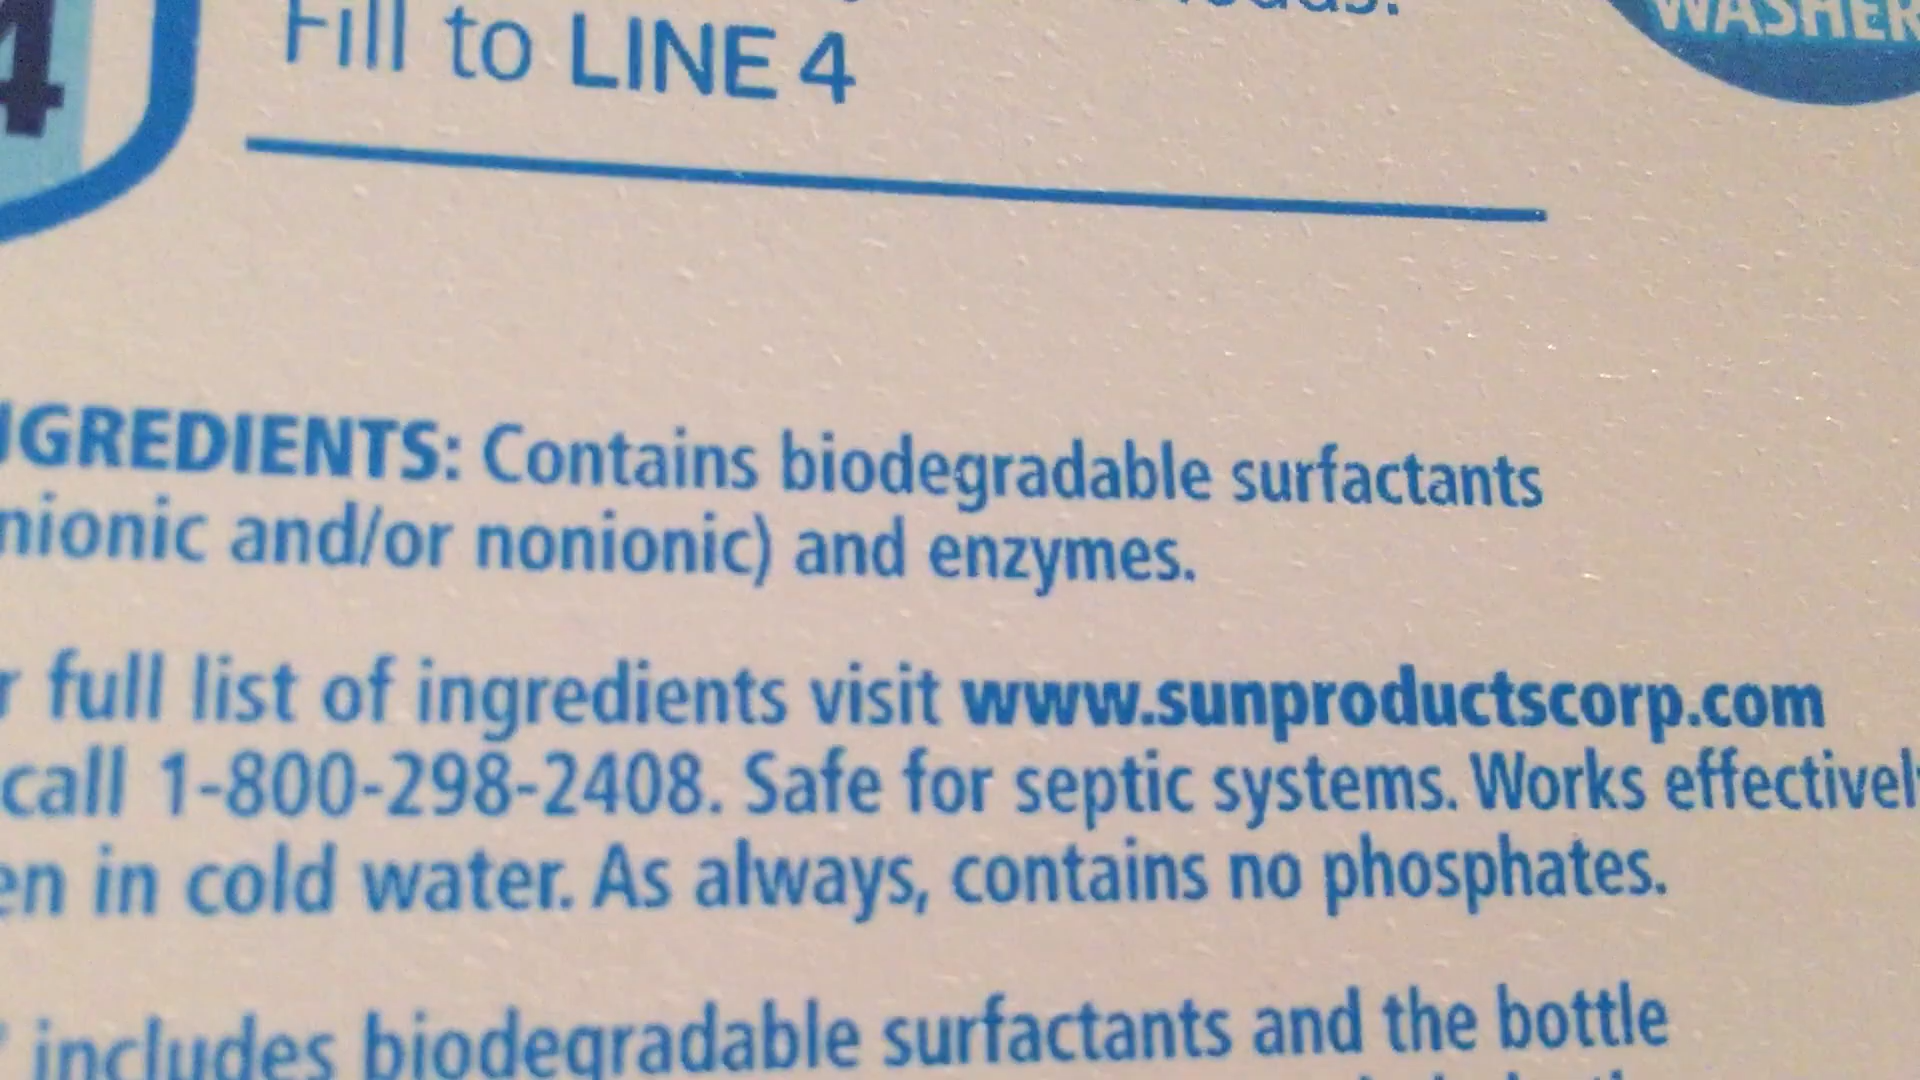 4
WASHER
Fill to LINE 4
INGREDIENTS: Contains biodegradable surfactants
nionic and/or nonionic) and enzymes.
r full list of ingredients visit www.sunproductscorp.com
call 1-800-298-2408. Safe for septic systems. Works effectively
en in cold water. As always, contains no phosphates.
includes biodegradable surfactants and the bottle